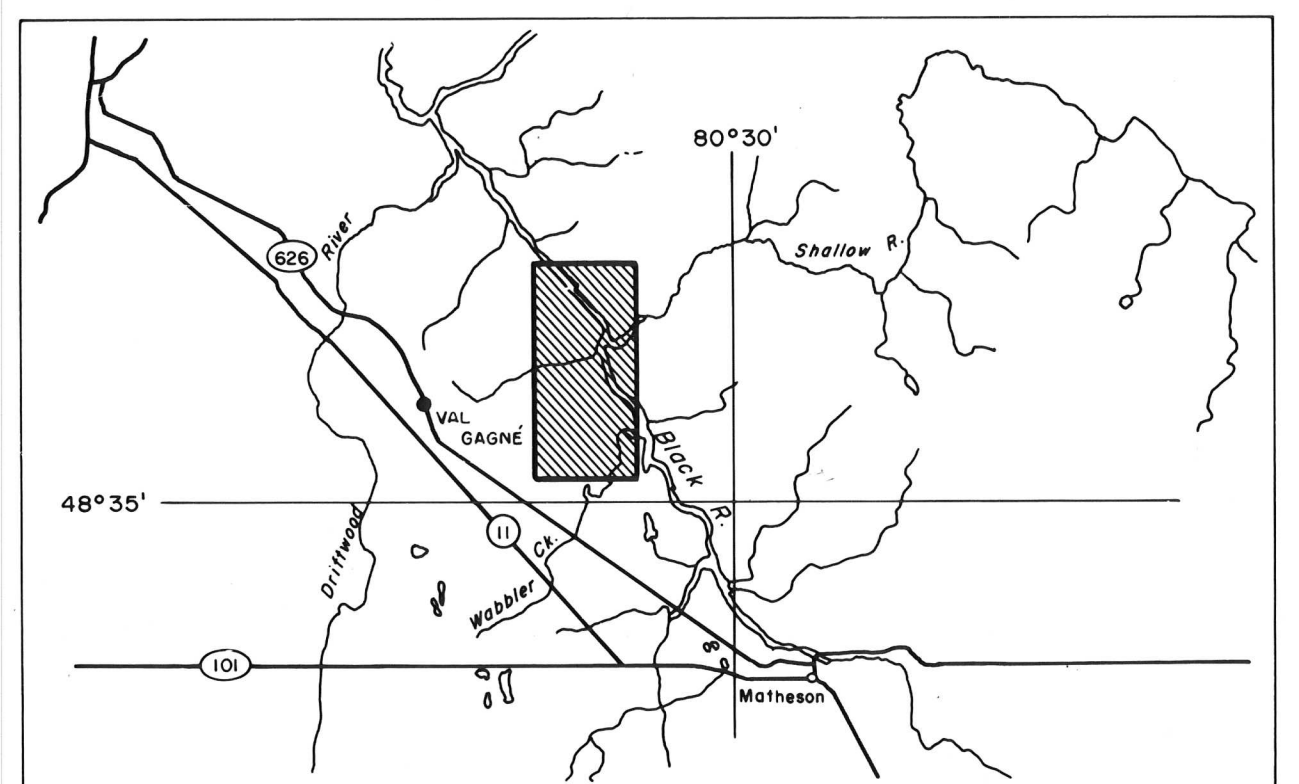 80°30'
River
Shallow R.
626
VAL
GAGNÉ
Black
R.
48°35'
11
Driftwood
Wabbler Ck.
101
Matheson